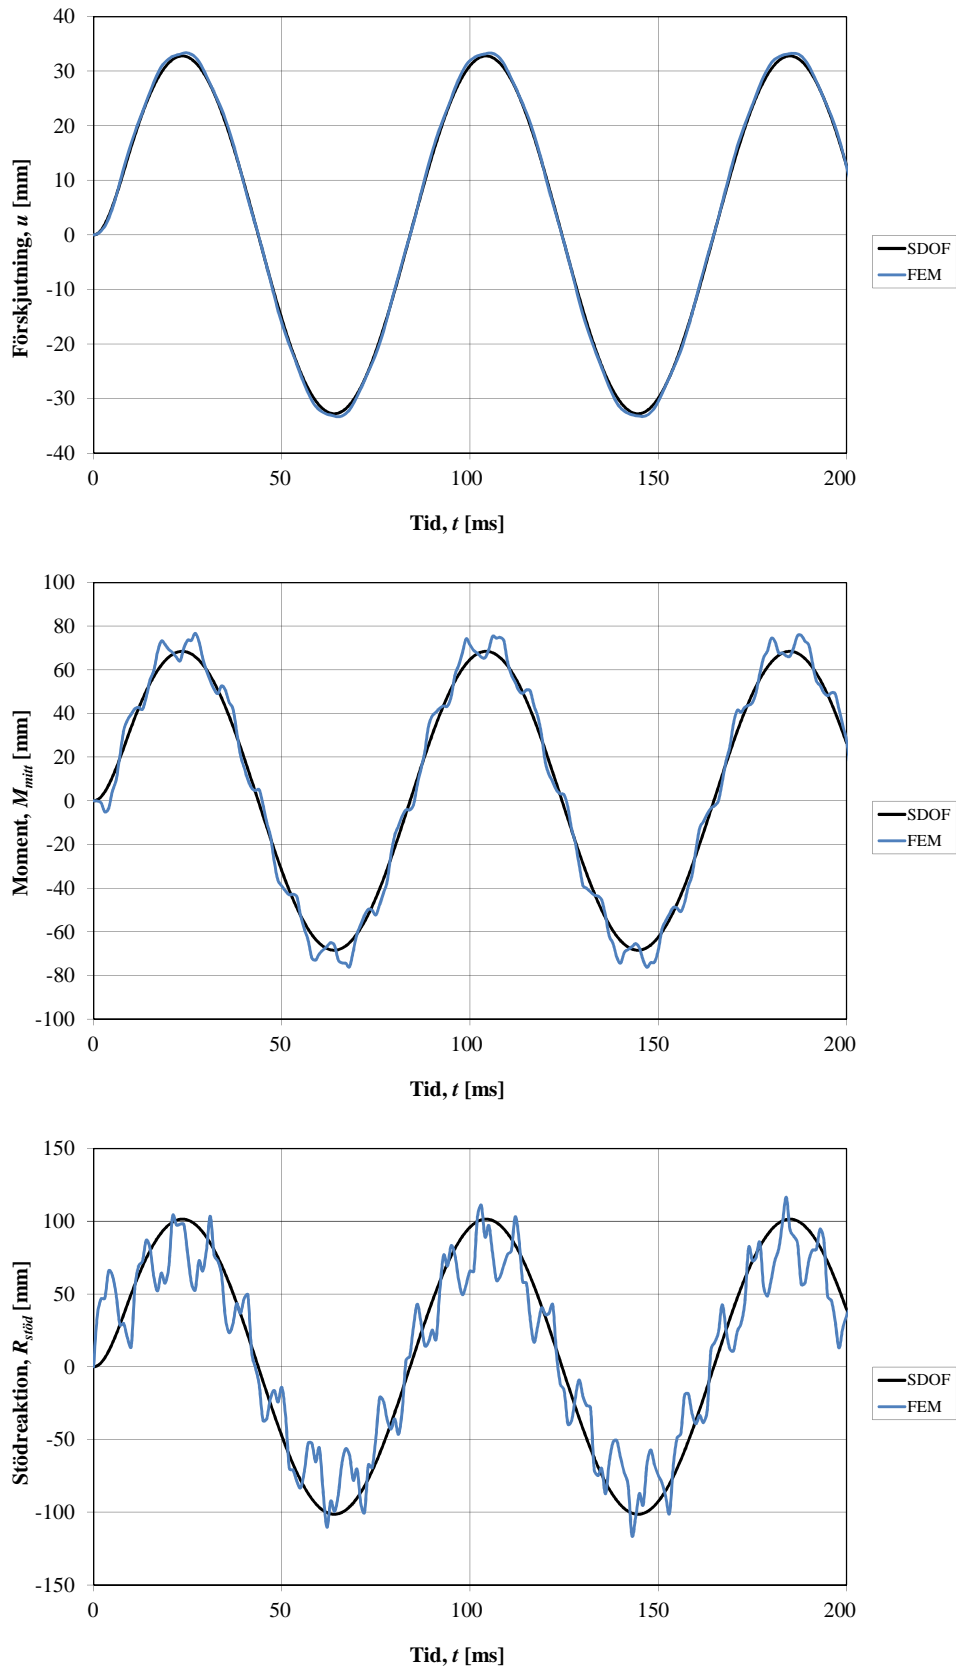 40
30
20
10
0
-10
-20
-30
-40
Förskjutning, u [mm]
0 50 100 150 200
Tid, t [ms]
SDOF
FEM
100
80
60
40
20
0
-20
-40
-60
-80
-100
Moment, Mmitt [mm]
0 50 100 150 200
Tid, t [ms]
SDOF
FEM
150
100
50
0
-50
-100
-150
Stödreaktion, Rstöd [mm]
0 50 100 150 200
Tid, t [ms]
SDOF
FEM